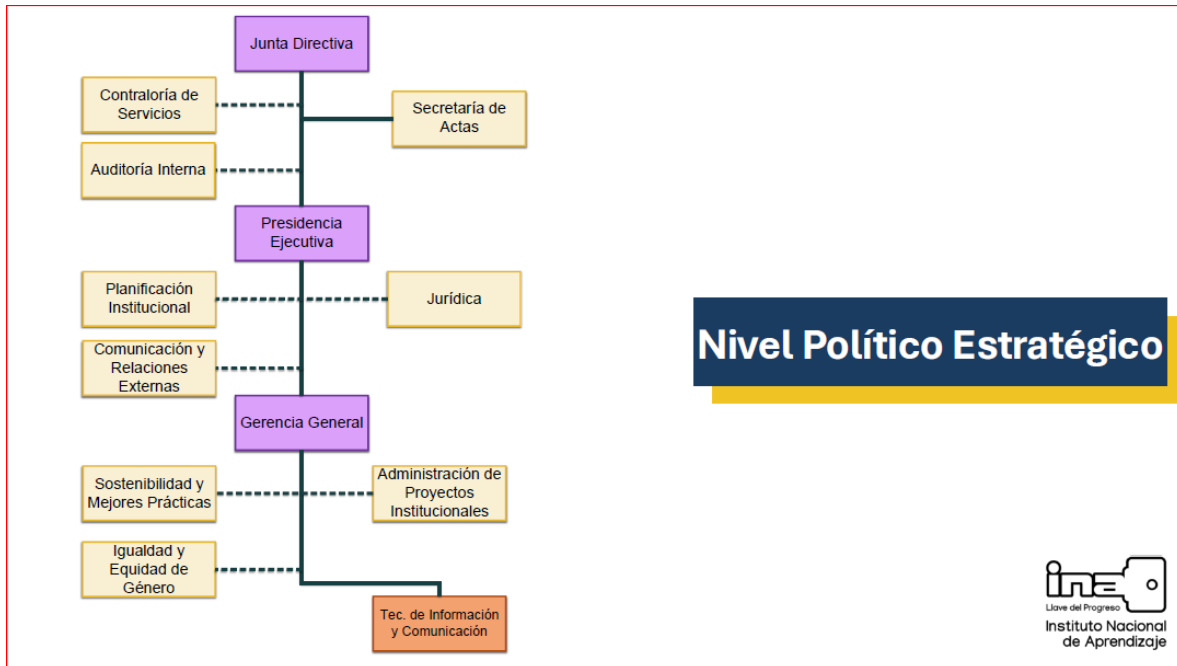 Junta Directiva
Contraloría de
Servicios
Secretaría de
Actas
Auditoría Interna
Presidencia
Ejecutiva
Planificación
Institucional
Jurídica
Comunicación y
Relaciones
Externas
Gerencia General
Sostenibilidad y
Mejores Prácticas
Administración de
Proyectos
Institucionales
Igualdad y
Equidad de
Género
Tec. de Información
y Comunicación
Nivel Político Estratégico
ina
Llave del Progreso
Instituto Nacional
de Aprendizaje